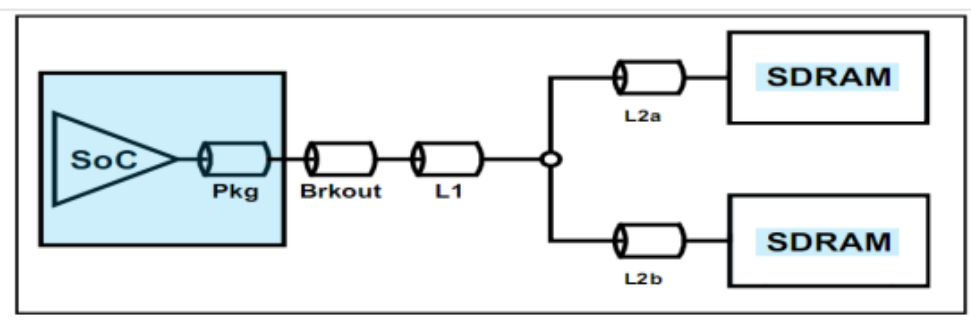 SDRAM
L2a
SoC
Pkg
Brkout
L1
SDRAM
L2b